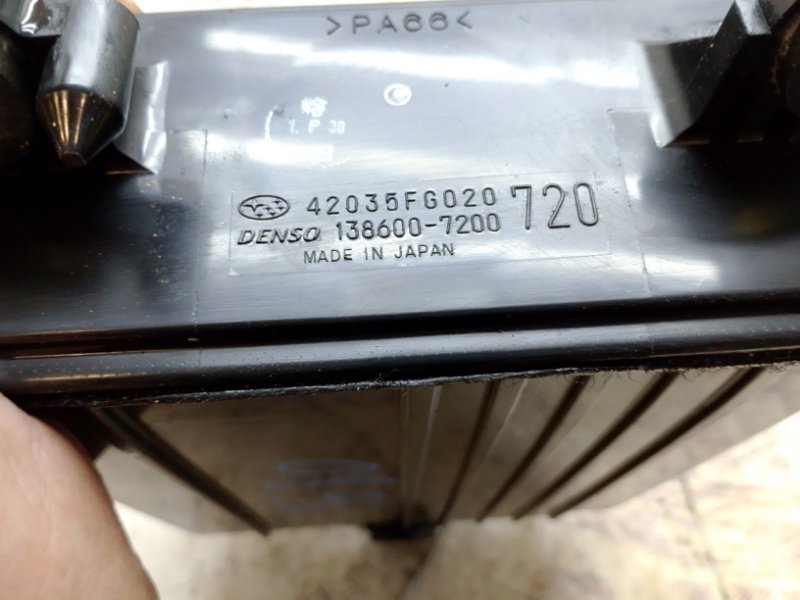 >PA66<
42035FG020 720
DENSO 138600-7200
MADE IN JAPAN